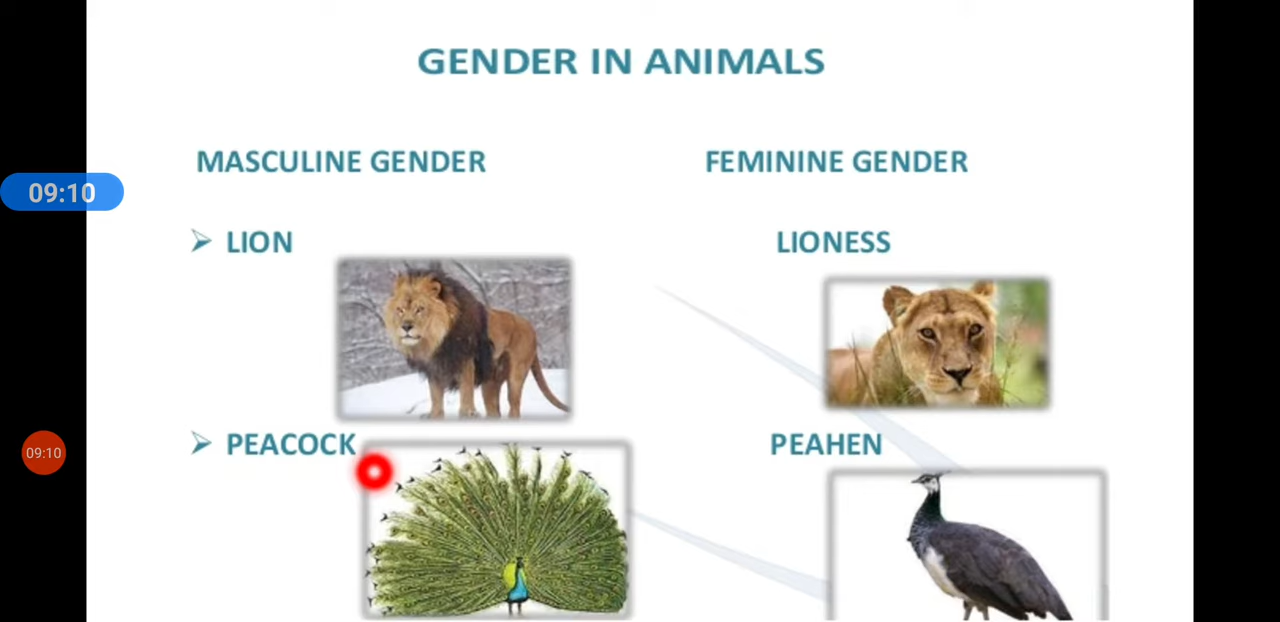 GENDER IN ANIMALS
MASCULINE GENDER FEMININE GENDER
09:10
LION LIONESS
PEACOCK PEAHEN
09:10